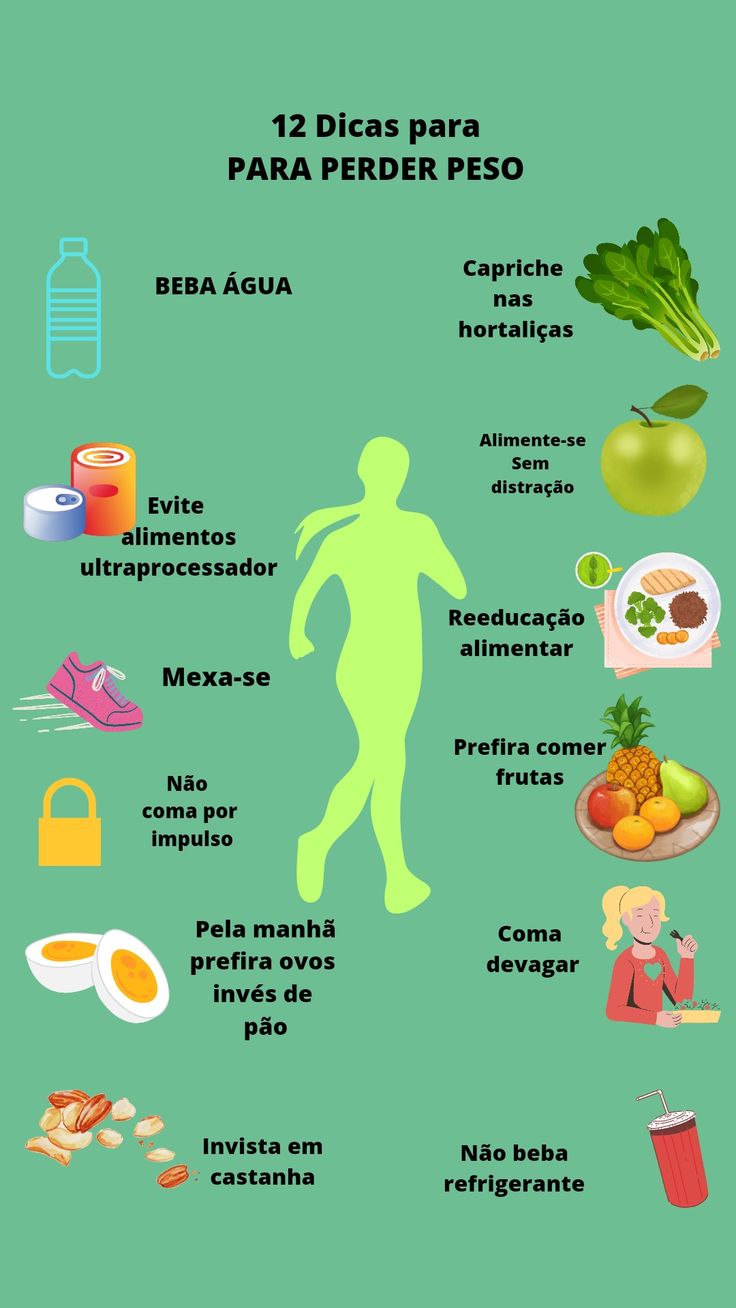 12 Dicas para
PARA PERDER PESO
BEBA ÁGUA
Evite
alimentos
ultraprocessador
Mexa-se
Não
coma por
impulso
Pela manhã
prefira ovos
invés de
pão
Invista em
castanha
Capriche
nas
hortaliças
Alimente-se
Sem
distração
Reeducação
alimentar
Prefira comer
frutas
Coma
devagar
Não beba
refrigerante